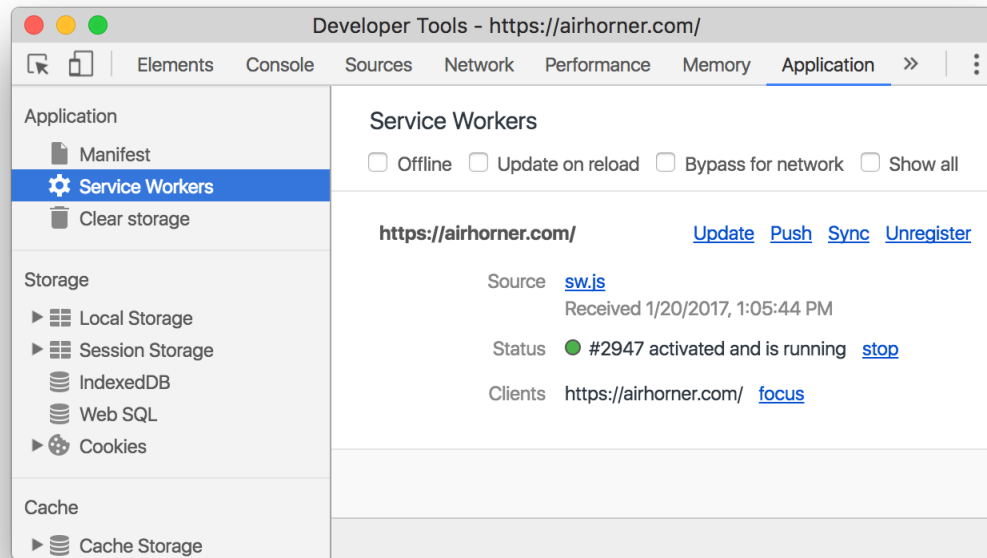 Developer Tools - https://airhorner.com/
Elements Console Sources Network Performance Memory Application »
Application
Manifest
Service Workers
Clear storage
Storage
Local Storage
Session Storage
IndexedDB
Web SQL
Cookies
Cache
Cache Storage
Service Workers
Offline Update on reload Bypass for network Show all
https://airhorner.com/ Update Push Sync Unregister
Source sw.js
Received 1/20/2017, 1:05:44 PM
Status #2947 activated and is running stop
Clients https://airhorner.com/ focus